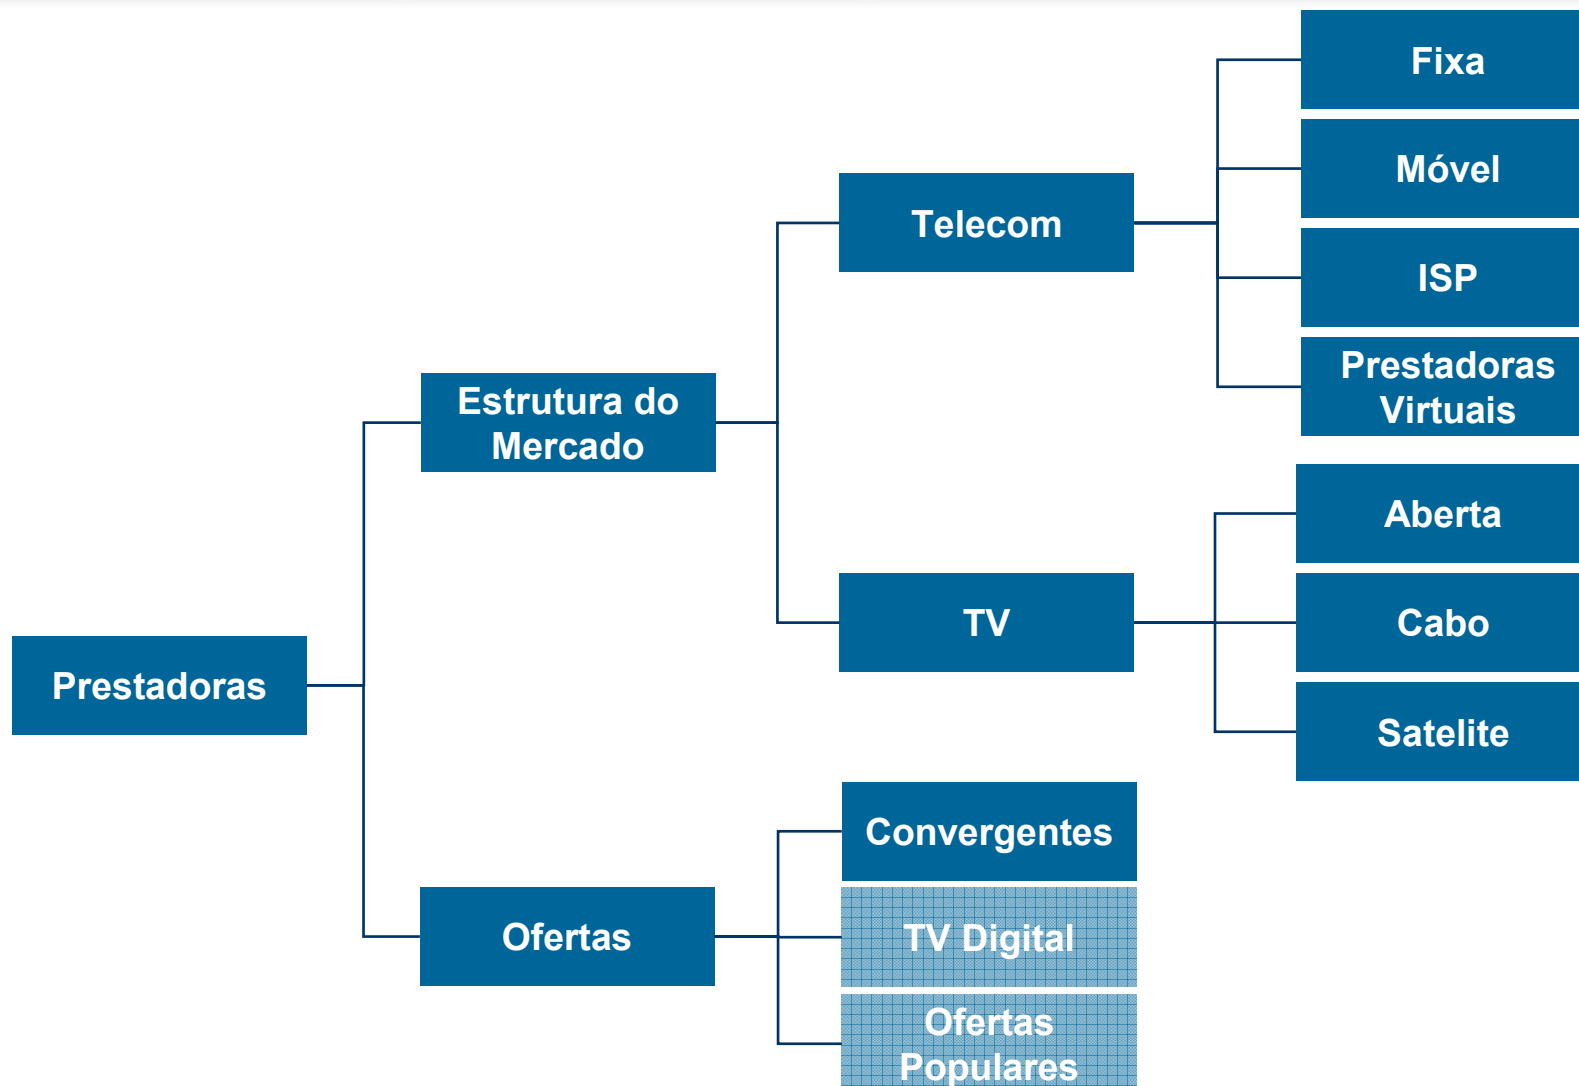 Fixa
Móvel
ISP
Prestadoras
Virtuais
Telecom
Estrutura do
Mercado
Aberta
Cabo
Satelite
TV
Prestadoras
Convergentes
TV Digital
Ofertas
Populares
Ofertas